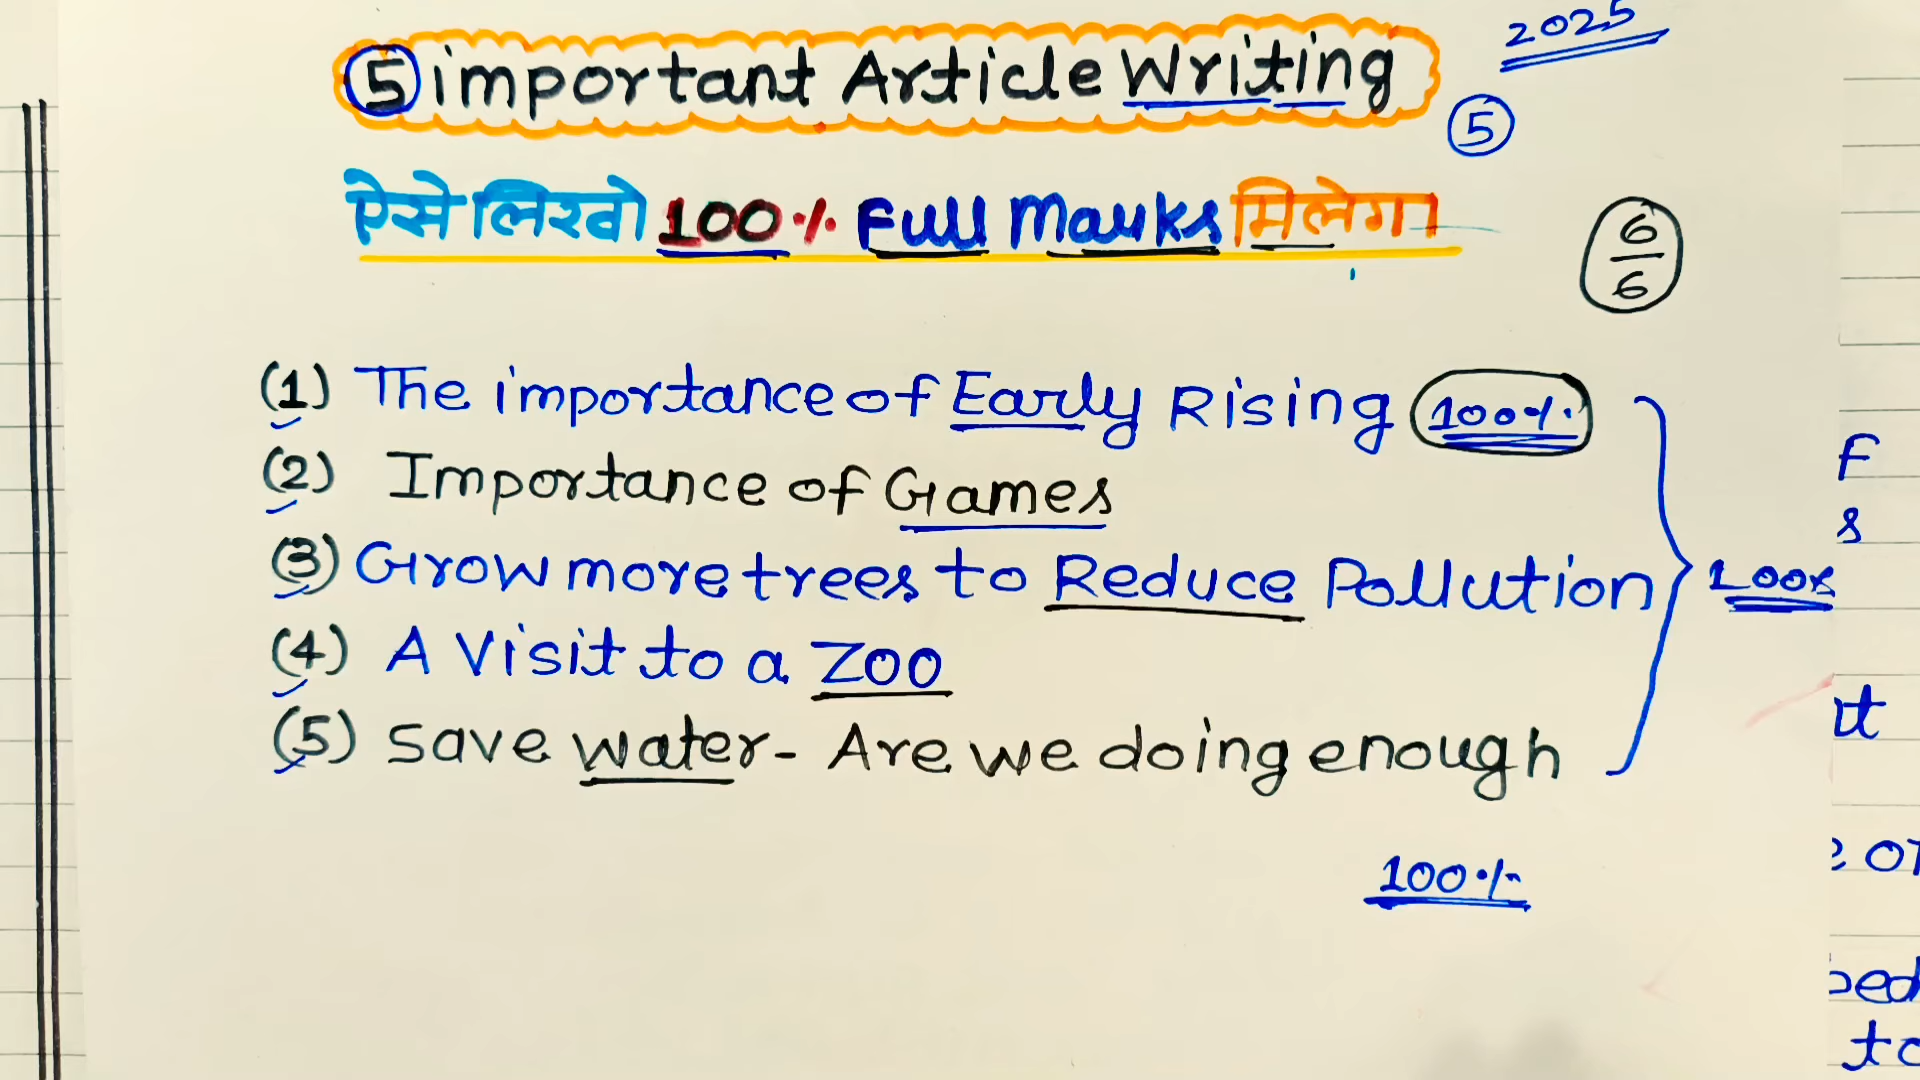 2025
⑤ important Article Writing
⑤
ऐसे लिखो 100% Full Marks मिलेगा
6/6
(1) The importance of Early Rising 100%
(2) Importance of Games
(3) Grow more trees to Reduce Pollution 100%
(4) A Visit to a ZOO
(5) Save water - Are we doing enough
100%